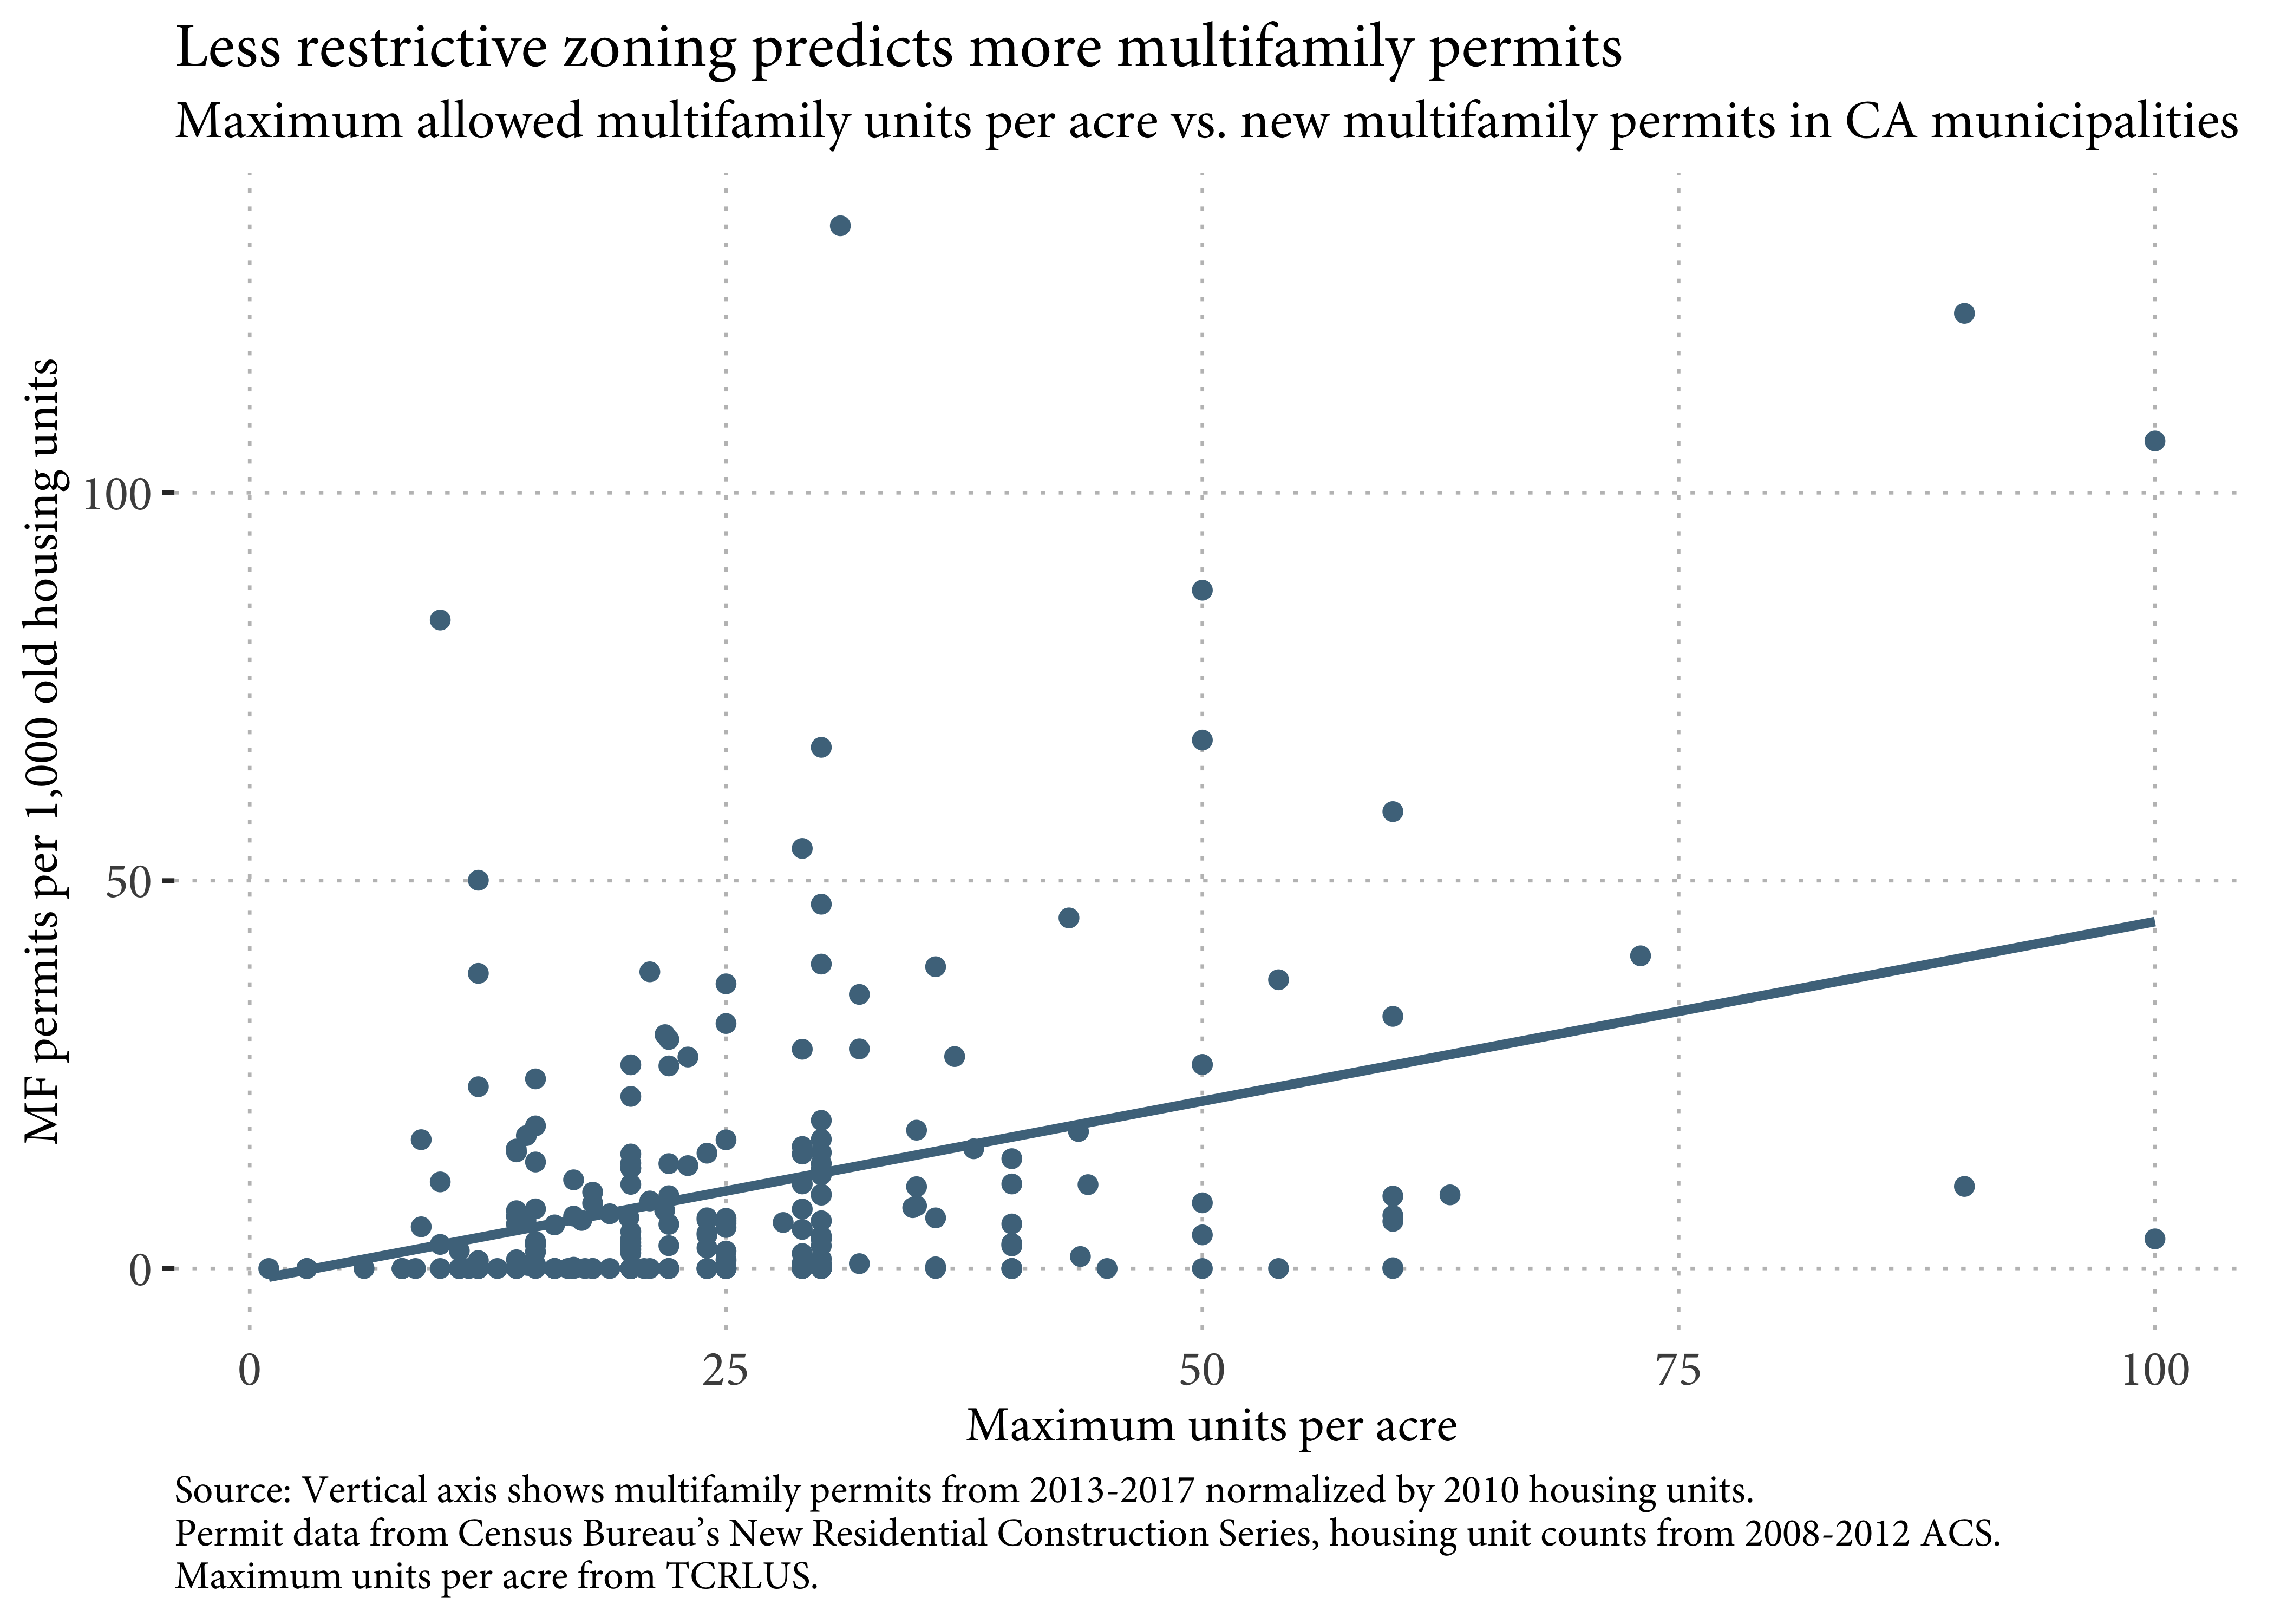 Less restrictive zoning predicts more multifamily permits
Maximum allowed multifamily units per acre vs. new multifamily permits in CA municipalities
MF permits per 1,000 old housing units
100
50
0
0
25
50
75
100
Maximum units per acre
Source: Vertical axis shows multifamily permits from 2013-2017 normalized by 2010 housing units.
Permit data from Census Bureau’s New Residential Construction Series, housing unit counts from 2008-2012 ACS.
Maximum units per acre from TCRLUS.